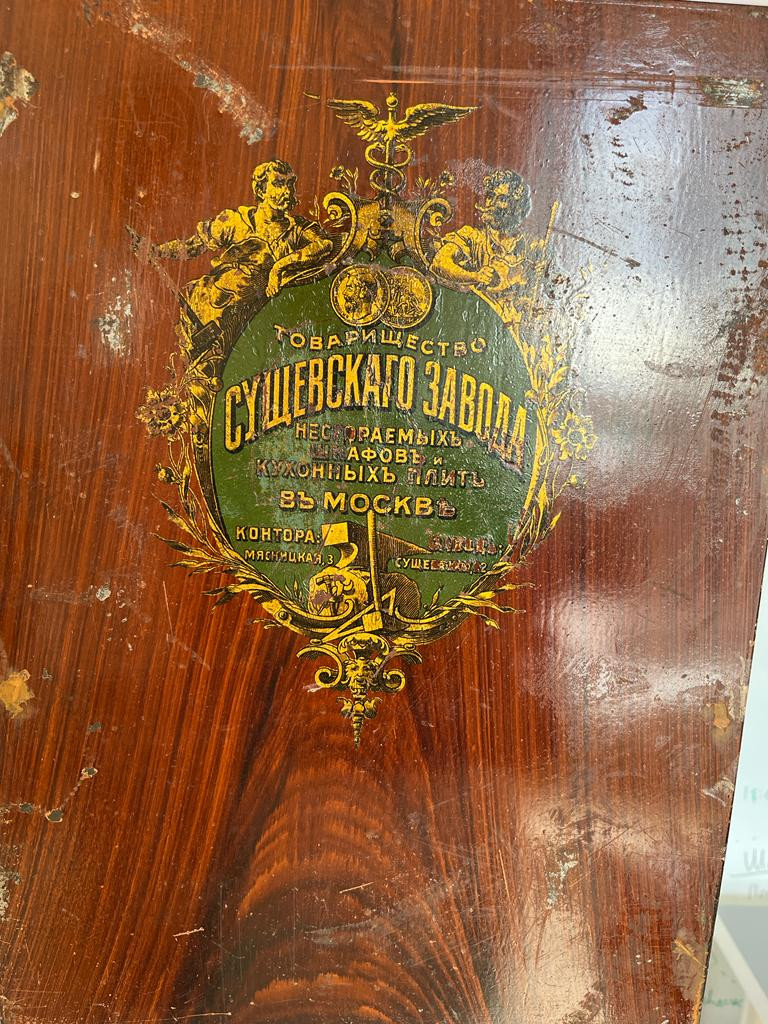 ТОВАРИЩЕСТВО
СУЩЕВСКАГО ЗАВОДА
НЕСГОРАЕМЫХЪ
ШКАФОВЪ и
КУХОННЫХЪ ПЛИТЪ
ВЪ МОСКВѢ
КОНТОРА:
МЯСНИЦКАЯ, 3